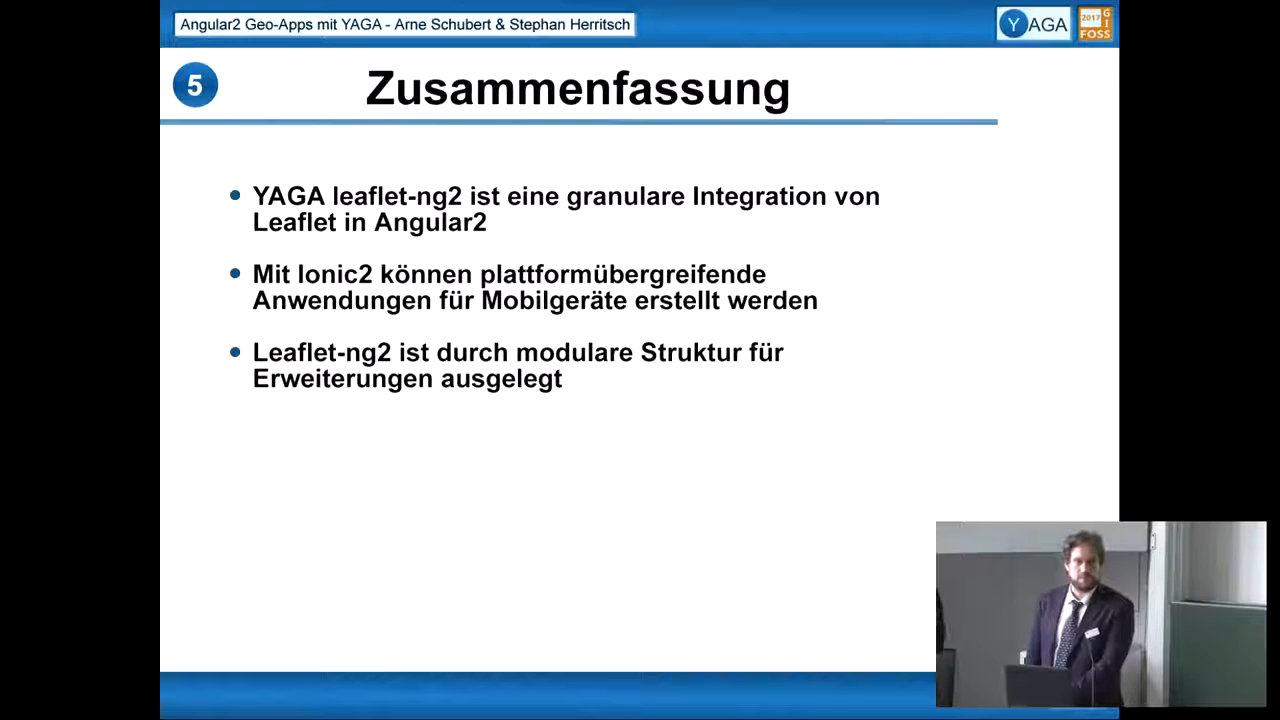 Angular2 Geo-Apps mit YAGA - Arne Schubert & Stephan Herritsch
YAGA
2017
GI
FOSS
5
Zusammenfassung
YAGA leaflet-ng2 ist eine granulare Integration von
Leaflet in Angular2
Mit Ionic2 können plattformübergreifende
Anwendungen für Mobilgeräte erstellt werden
Leaflet-ng2 ist durch modulare Struktur für
Erweiterungen ausgelegt